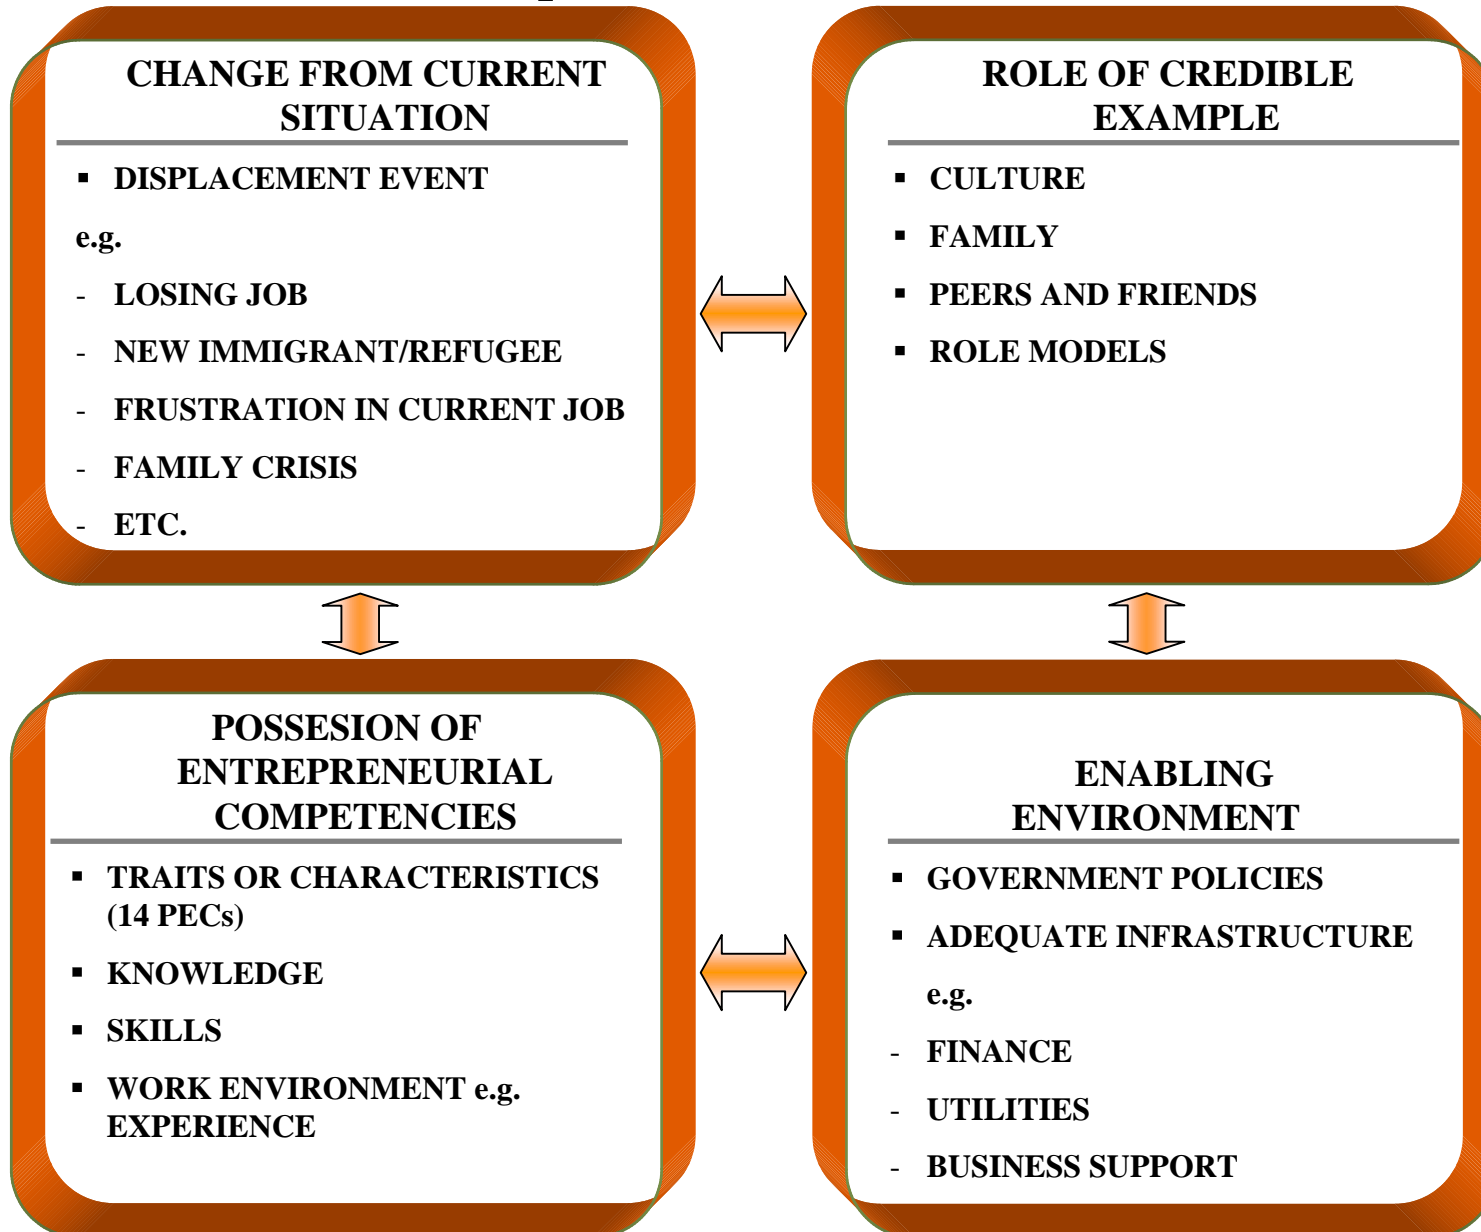 CHANGE FROM CURRENT
SITUATION
▪ DISPLACEMENT EVENT
e.g.
- LOSING JOB
- NEW IMMIGRANT/REFUGEE
- FRUSTRATION IN CURRENT JOB
- FAMILY CRISIS
- ETC.
ROLE OF CREDIBLE
EXAMPLE
▪ CULTURE
▪ FAMILY
▪ PEERS AND FRIENDS
▪ ROLE MODELS
POSSESION OF
ENTREPRENEURIAL
COMPETENCIES
▪ TRAITS OR CHARACTERISTICS
(14 PECs)
▪ KNOWLEDGE
▪ SKILLS
▪ WORK ENVIRONMENT e.g.
EXPERIENCE
ENABLING
ENVIRONMENT
▪ GOVERNMENT POLICIES
▪ ADEQUATE INFRASTRUCTURE
e.g.
- FINANCE
- UTILITIES
- BUSINESS SUPPORT